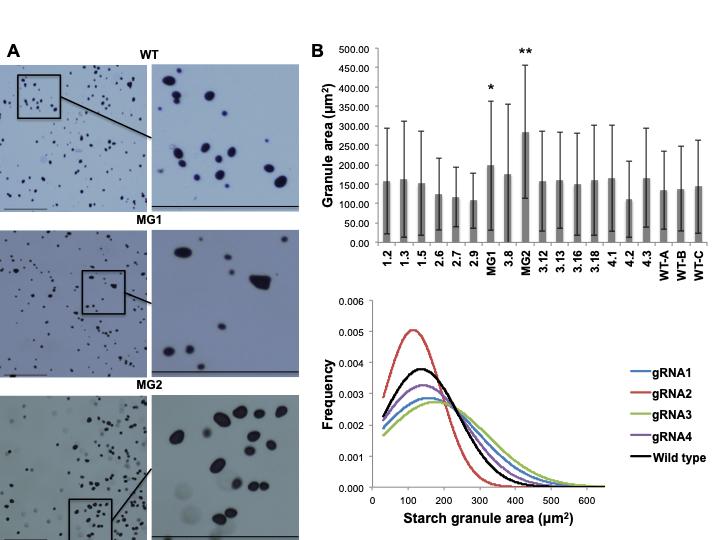 A
WT
MG1
MG2
B
500.00
450.00
400.00
350.00
300.00
250.00
200.00
150.00
100.00
50.00
0.00
Granule area (µm²)
*
**
1.2
1.3
1.5
2.6
2.7
2.9
MG1
3.8
MG2
3.12
3.13
3.16
3.18
4.1
4.2
4.3
WT-A
WT-B
WT-C
0.006
0.005
0.004
0.003
0.002
0.001
0.000
Frequency
0 100 200 300 400 500 600
Starch granule area (µm²)
gRNA1
gRNA2
gRNA3
gRNA4
Wild type